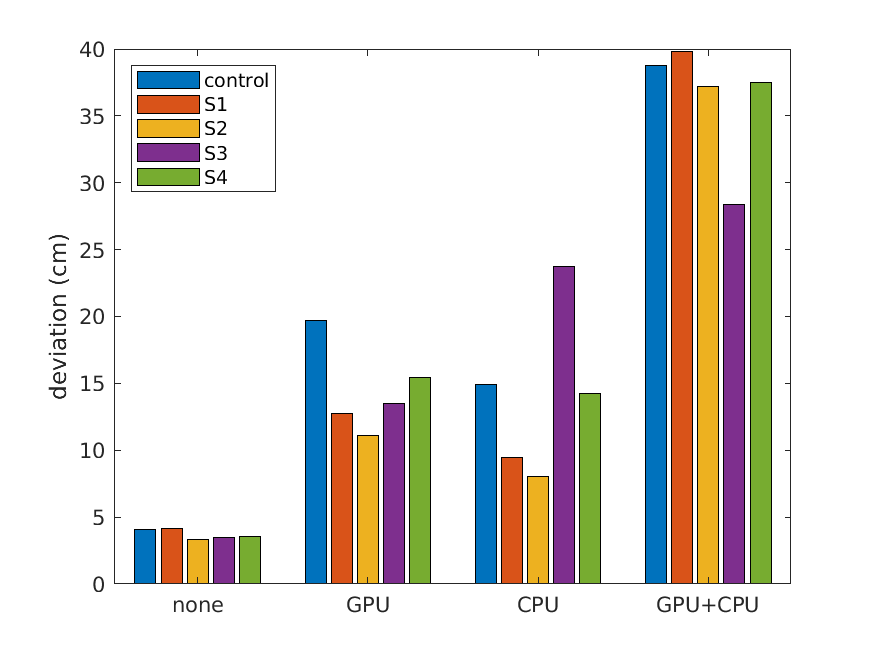 40
35
30
25
20
15
10
5
0
deviation (cm)
control
S1
S2
S3
S4
none
GPU
CPU
GPU+CPU